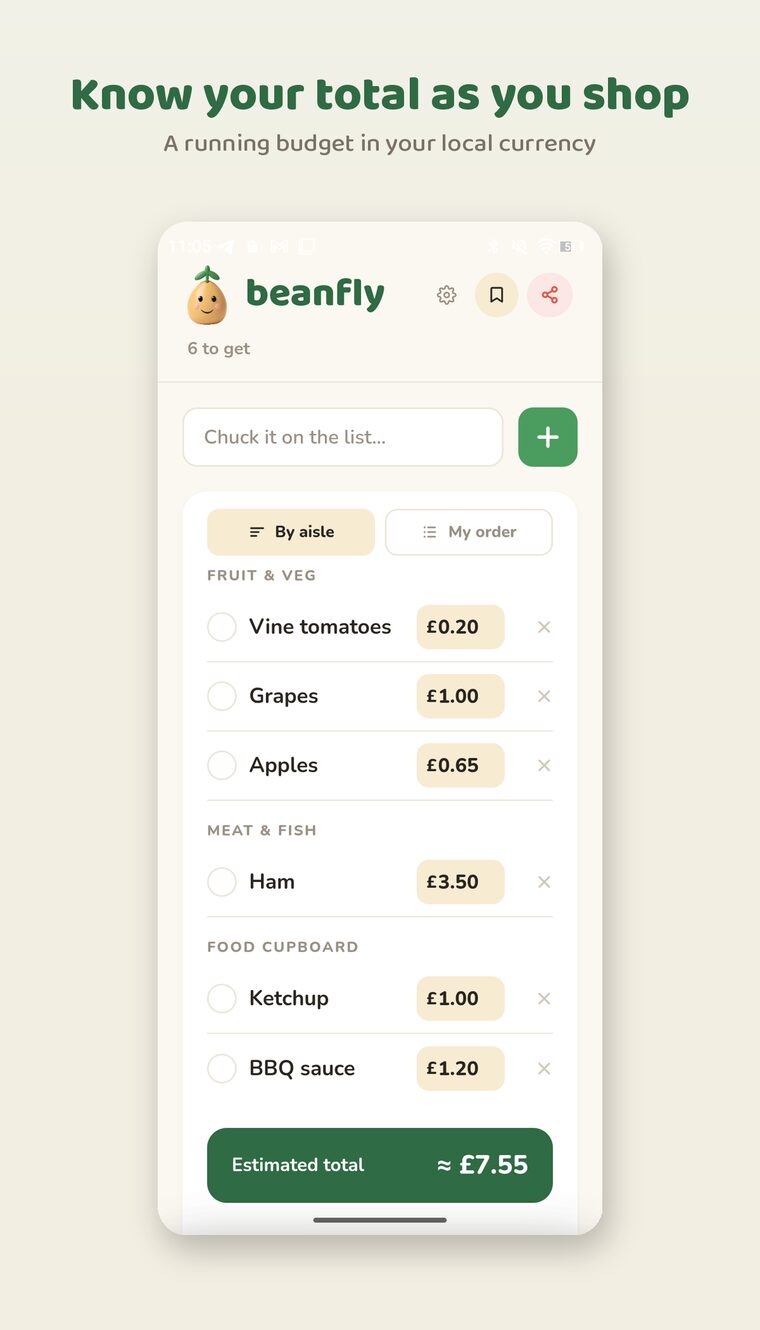 Know your total as you shop
A running budget in your local currency
11:05
beanfly
6 to get
Chuck it on the list...
By aisle
My order
FRUIT & VEG
Vine tomatoes £0.20
Grapes £1.00
Apples £0.65
MEAT & FISH
Ham £3.50
FOOD CUPBOARD
Ketchup £1.00
BBQ sauce £1.20
Estimated total ≈ £7.55